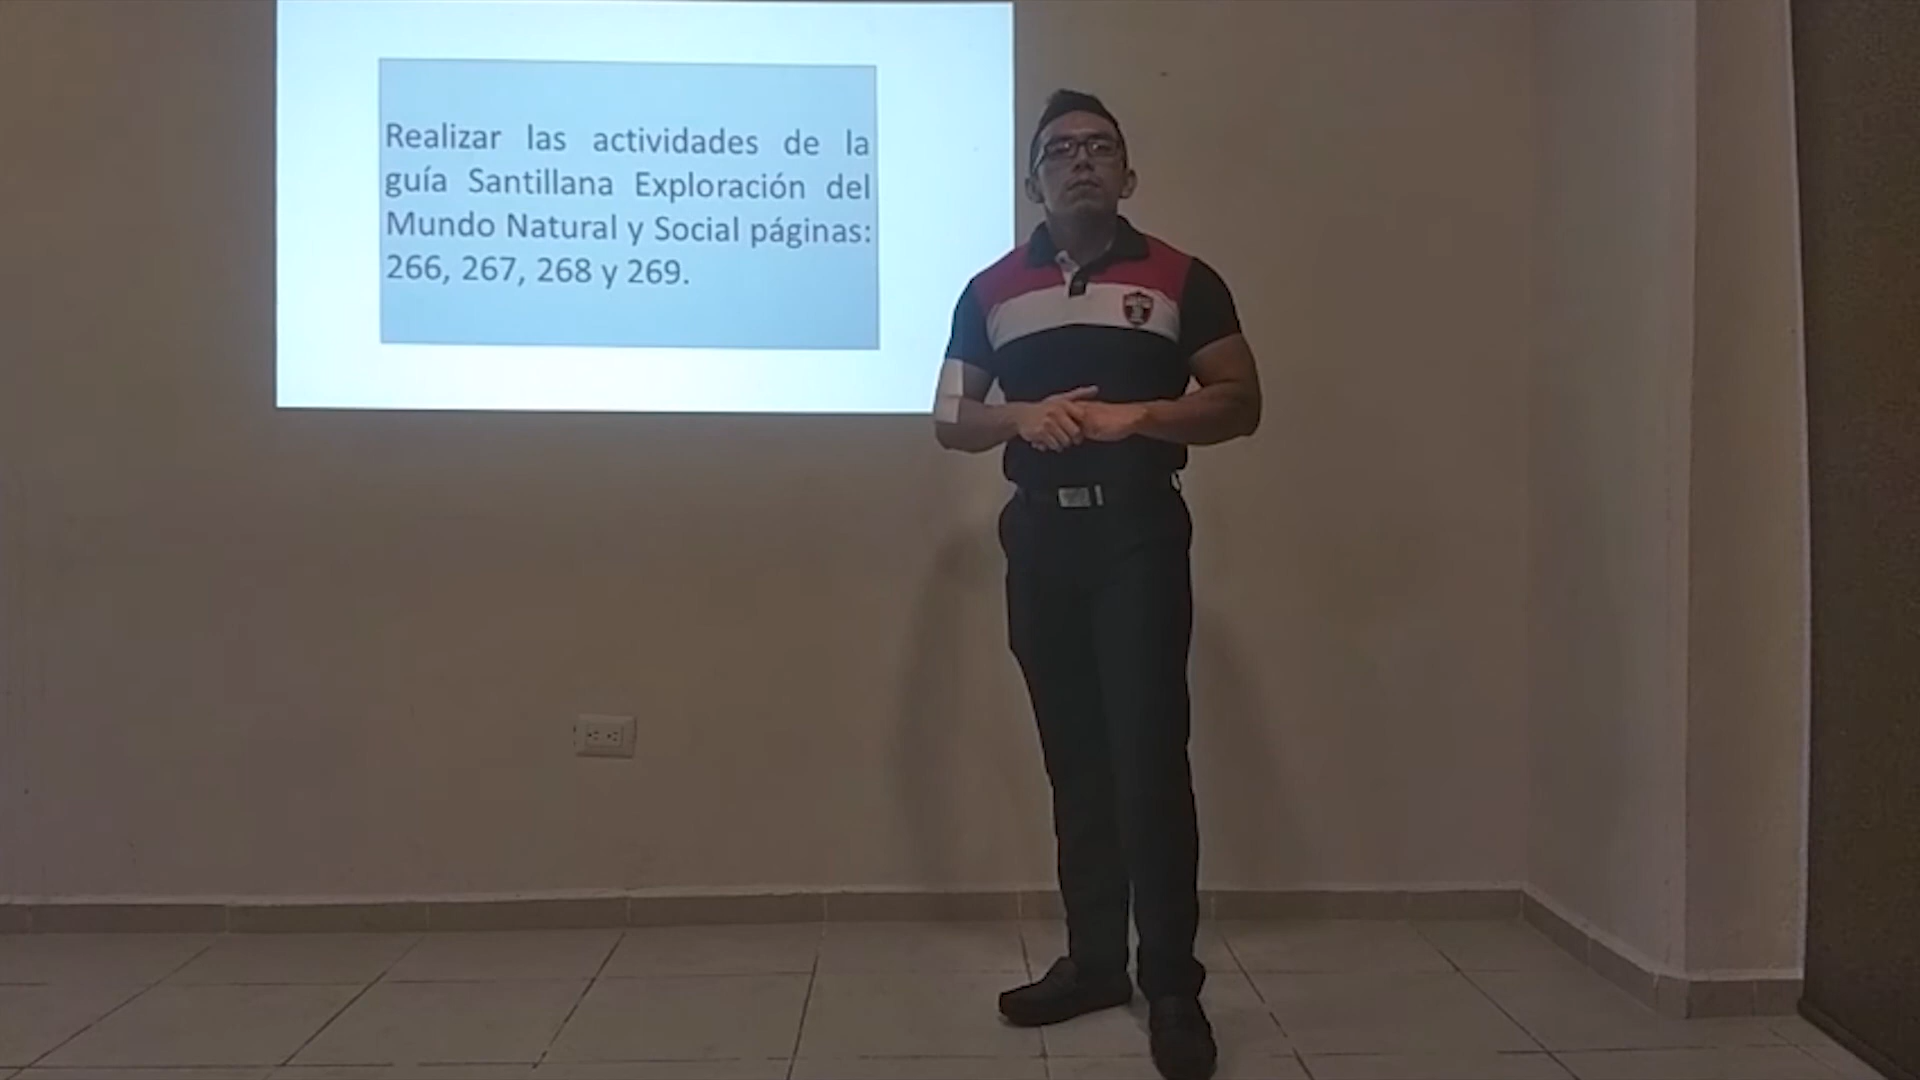 Realizar las actividades de la
guía Santillana Exploración del
Mundo Natural y Social páginas:
266, 267, 268 y 269.